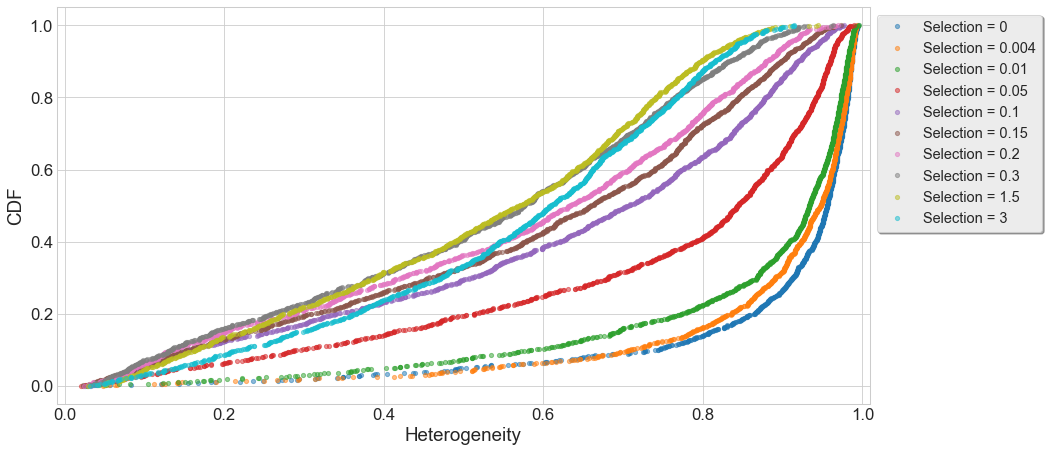 1.0
0.8
0.6
0.4
0.2
0.0
CDF
0.0 0.2 0.4 0.6 0.8 1.0
Heterogeneity
Selection = 0
Selection = 0.004
Selection = 0.01
Selection = 0.05
Selection = 0.1
Selection = 0.15
Selection = 0.2
Selection = 0.3
Selection = 1.5
Selection = 3